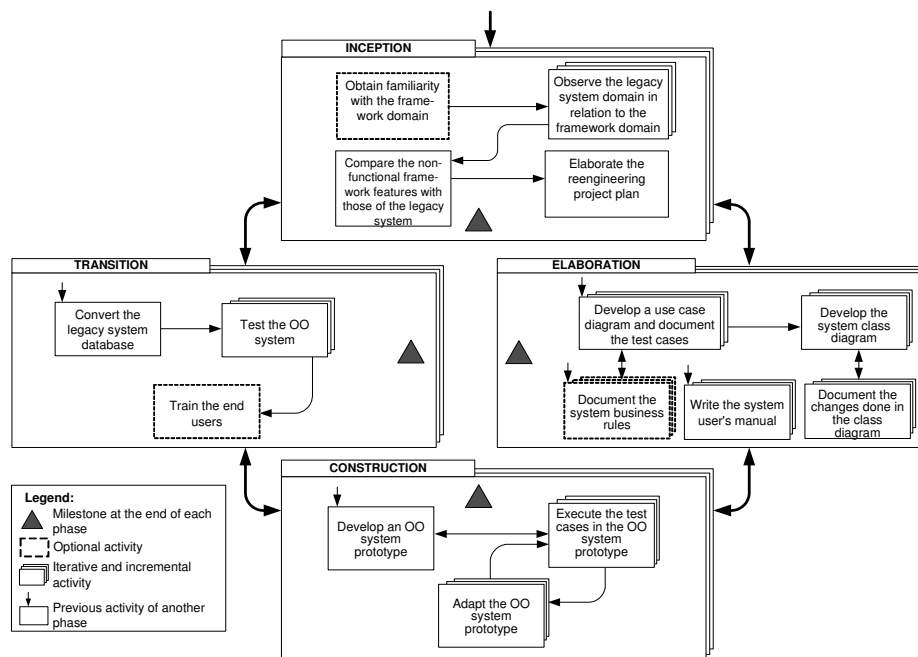 INCEPTION
Obtain familiarity
with the frame-
work domain
Observe the legacy
system domain in
relation to the
framework domain
Compare the non-
functional framework
features with
those of the legacy
system
Elaborate the
reengineering
project plan
TRANSITION
Convert the
legacy system
database
Test the OO
system
Train the end
users
ELABORATION
Develop a use case
diagram and document
the test cases
Develop the
system class
diagram
Document the
system business
rules
Write the system
user's manual
Document the
changes done in
the class
diagram
CONSTRUCTION
Develop an OO
system prototype
Execute the test
cases in the OO
system prototype
Adapt the OO
system
prototype
Legend:
Milestone at the end of each
phase
Optional activity
Iterative and incremental
activity
Previous activity of another
phase